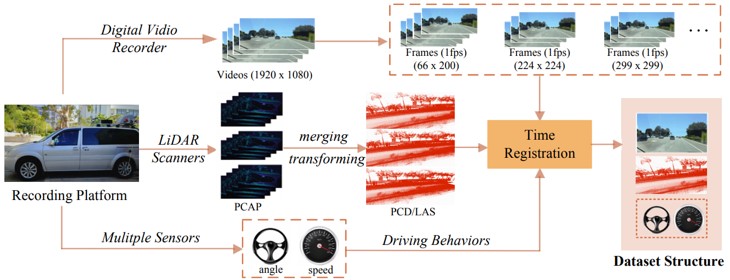 Digital Vidio
Recorder
Videos (1920 x 1080)
Frames (1fps)
(66 x 200)
Frames (1fps)
(224 x 224)
Frames (1fps)
(299 x 299)
...
LiDAR
Scanners
PCAP
merging
transforming
PCD/LAS
Time
Registration
Recording Platform
Mulitple Sensors
angle
speed
Driving Behaviors
Dataset Structure